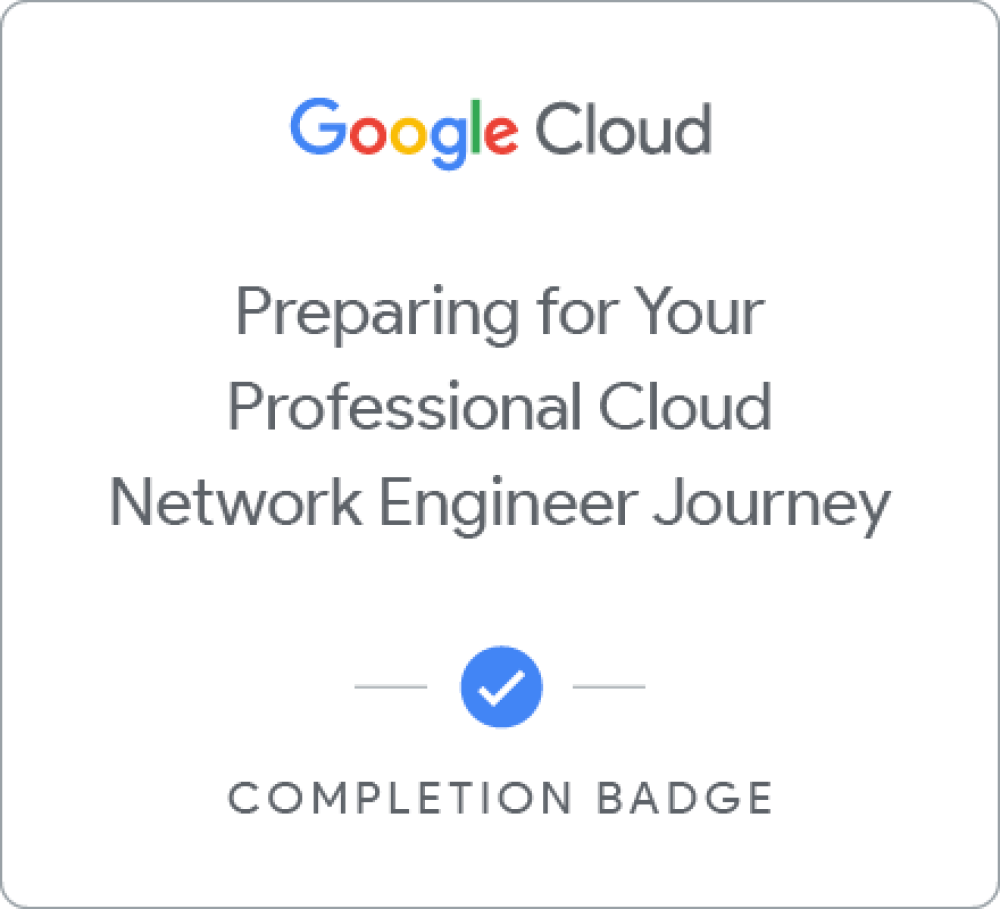 Google Cloud
Preparing for Your
Professional Cloud
Network Engineer Journey
COMPLETION BADGE